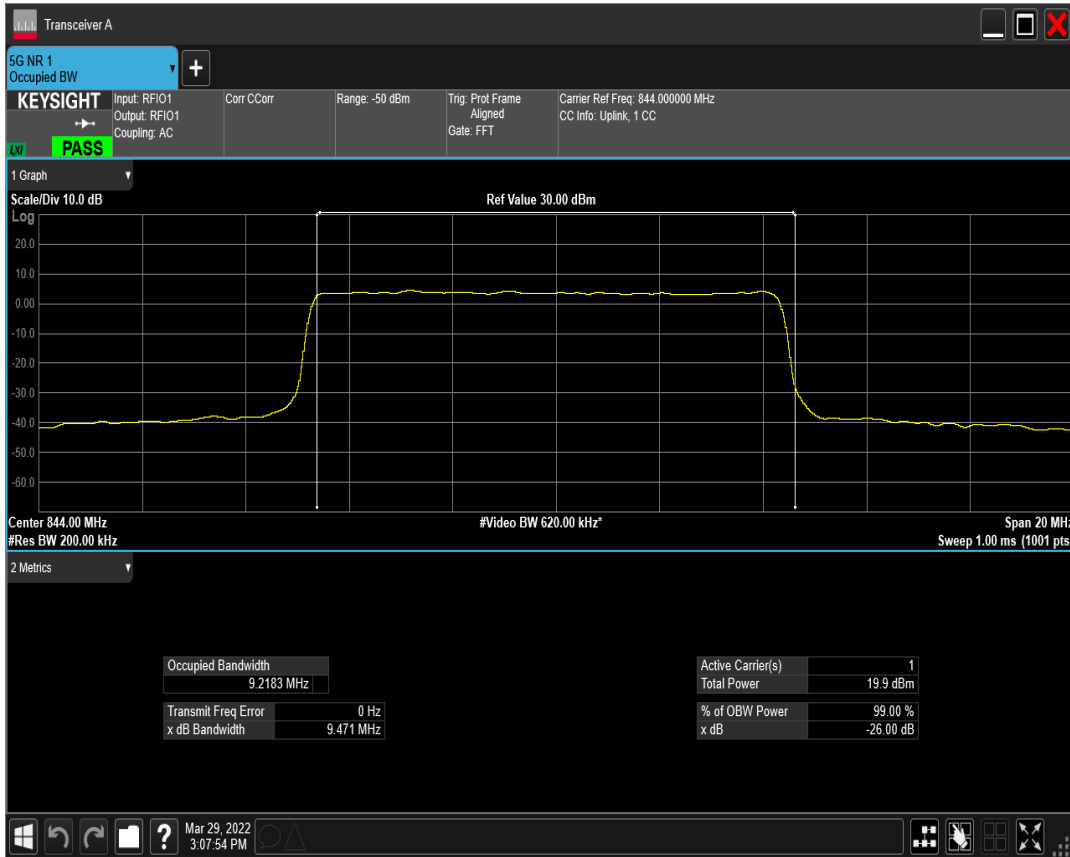 Transceiver A
5G NR 1
Occupied BW
KEYSIGHT
LXI
PASS
Input: RFIO1
Output: RFIO1
Coupling: AC
Corr CCorr
Range: -50 dBm
Trig: Prot Frame
Aligned
Gate: FFT
Carrier Ref Freq: 844.000000 MHz
CC Info: Uplink, 1 CC
1 Graph
Scale/Div 10.0 dB
Ref Value 30.00 dBm
Log
20.0
10.0
0.00
-10.0
-20.0
-30.0
-40.0
-50.0
-60.0
Center 844.00 MHz
#Video BW 620.00 kHz*
Span 20 MHz
#Res BW 200.00 kHz
Sweep 1.00 ms (1001 pts
2 Metrics
Occupied Bandwidth
9.2183 MHz
Transmit Freq Error 0 Hz
x dB Bandwidth 9.471 MHz
Active Carrier(s) 1
Total Power 19.9 dBm
% of OBW Power 99.00 %
x dB -26.00 dB
?
Mar 29, 2022
3:07:54 PM